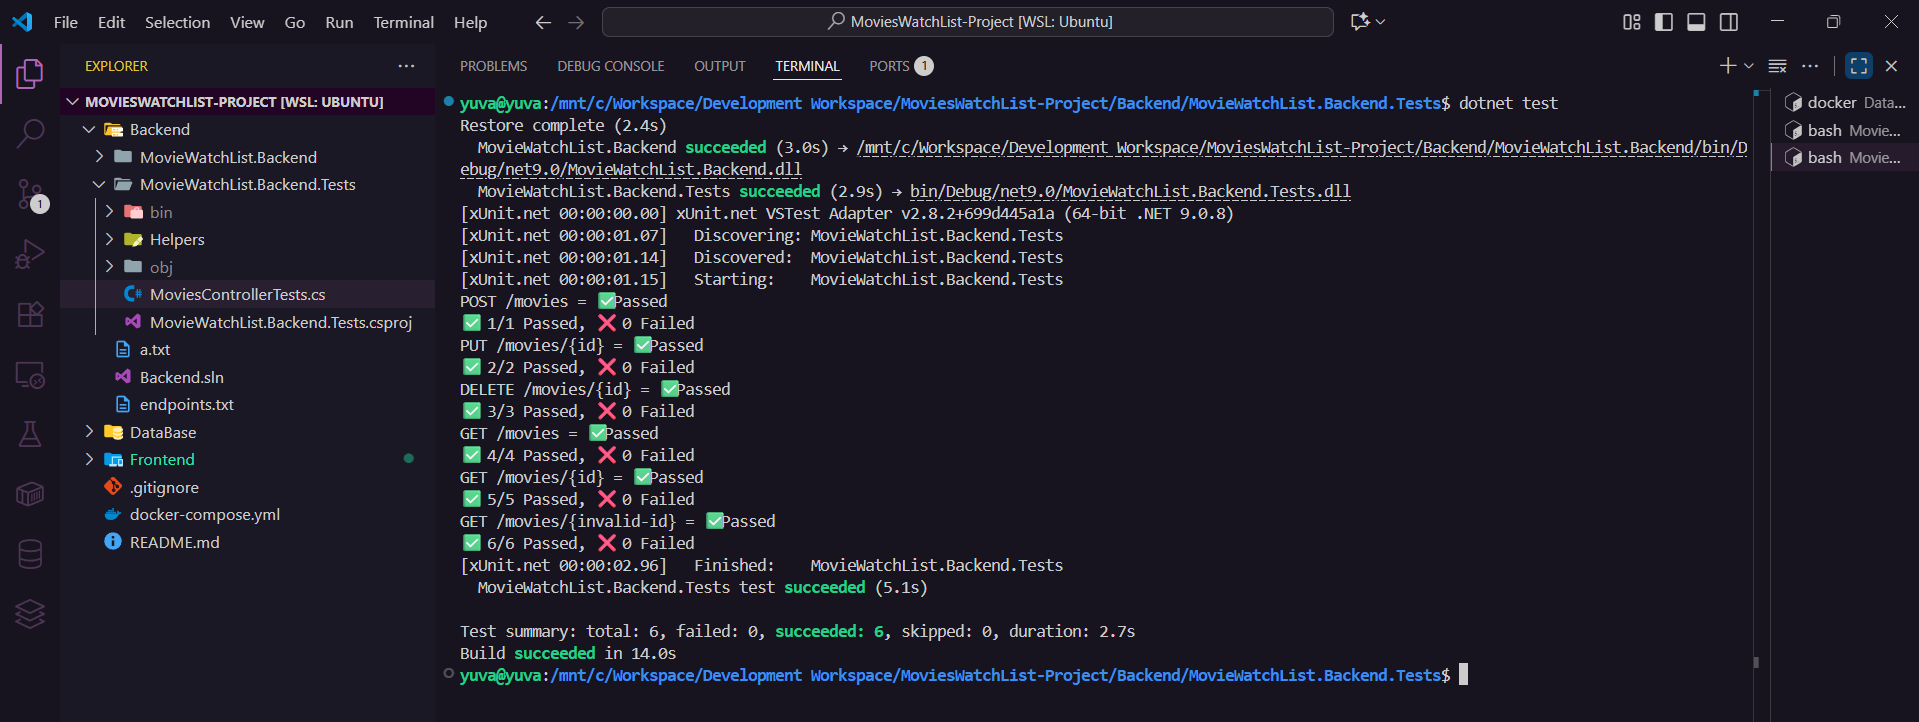 File Edit Selection View Go Run Terminal Help
MoviesWatchList-Project [WSL: Ubuntu]
EXPLORER
MOVIESWATCHLIST-PROJECT [WSL: UBUNTU]
Backend
MovieWatchList.Backend
MovieWatchList.Backend.Tests
bin
Helpers
obj
MoviesControllerTests.cs
MovieWatchList.Backend.Tests.csproj
a.txt
Backend.sln
endpoints.txt
DataBase
Frontend
.gitignore
docker-compose.yml
README.md
1
PROBLEMS DEBUG CONSOLE OUTPUT TERMINAL PORTS 1
yuva@yuva:/mnt/c/Workspace/Development Workspace/MoviesWatchList-Project/Backend/MovieWatchList.Backend.Tests$ dotnet test
Restore complete (2.4s)
MovieWatchList.Backend succeeded (3.0s) → /mnt/c/Workspace/Development Workspace/MoviesWatchList-Project/Backend/MovieWatchList.Backend/bin/D
ebug/net9.0/MovieWatchList.Backend.dll
MovieWatchList.Backend.Tests succeeded (2.9s) → bin/Debug/net9.0/MovieWatchList.Backend.Tests.dll
[xUnit.net 00:00:00.00] xUnit.net VSTest Adapter v2.8.2+699d445a1a (64-bit .NET 9.0.8)
[xUnit.net 00:00:01.07] Discovering: MovieWatchList.Backend.Tests
[xUnit.net 00:00:01.14] Discovered: MovieWatchList.Backend.Tests
[xUnit.net 00:00:01.15] Starting: MovieWatchList.Backend.Tests
POST /movies = ✅Passed
✅ 1/1 Passed, ❌ 0 Failed
PUT /movies/{id} = ✅Passed
✅ 2/2 Passed, ❌ 0 Failed
DELETE /movies/{id} = ✅Passed
✅ 3/3 Passed, ❌ 0 Failed
GET /movies = ✅Passed
✅ 4/4 Passed, ❌ 0 Failed
GET /movies/{id} = ✅Passed
✅ 5/5 Passed, ❌ 0 Failed
GET /movies/{invalid-id} = ✅Passed
✅ 6/6 Passed, ❌ 0 Failed
[xUnit.net 00:00:02.96] Finished: MovieWatchList.Backend.Tests
MovieWatchList.Backend.Tests test succeeded (5.1s)
Test summary: total: 6, failed: 0, succeeded: 6, skipped: 0, duration: 2.7s
Build succeeded in 14.0s
yuva@yuva:/mnt/c/Workspace/Development Workspace/MoviesWatchList-Project/Backend/MovieWatchList.Backend.Tests$
docker Data...
bash Movie...
bash Movie...